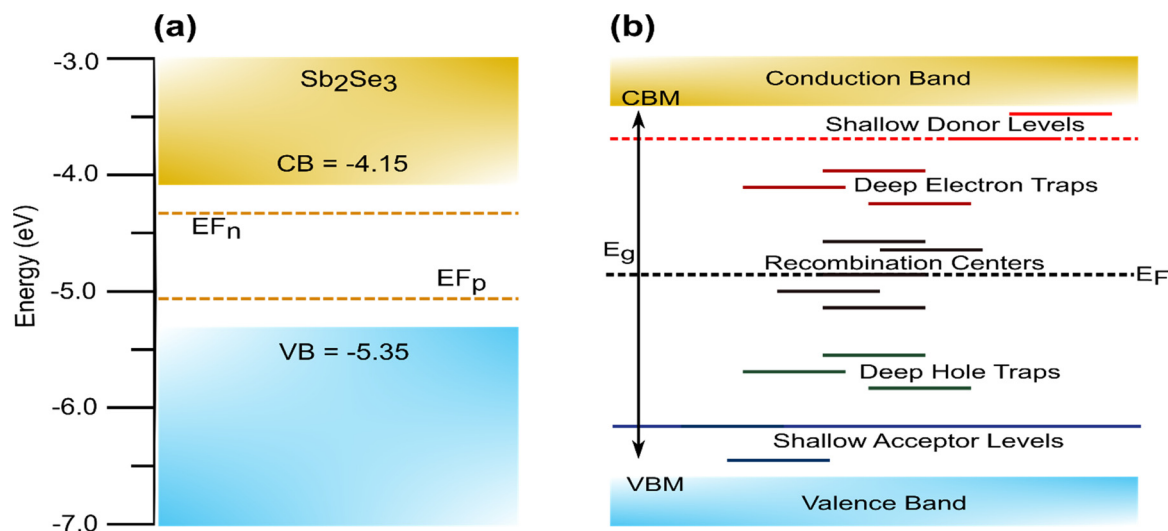 (a)
-3.0
-4.0
-5.0
-6.0
-7.0
Energy (eV)
Sb₂Se₃
CB = -4.15
EFₙ
EFₚ
VB = -5.35
(b)
Conduction Band
CBM
Shallow Donor Levels
Deep Electron Traps
E_g
Recombination Centers
E_F
Deep Hole Traps
Shallow Acceptor Levels
VBM
Valence Band